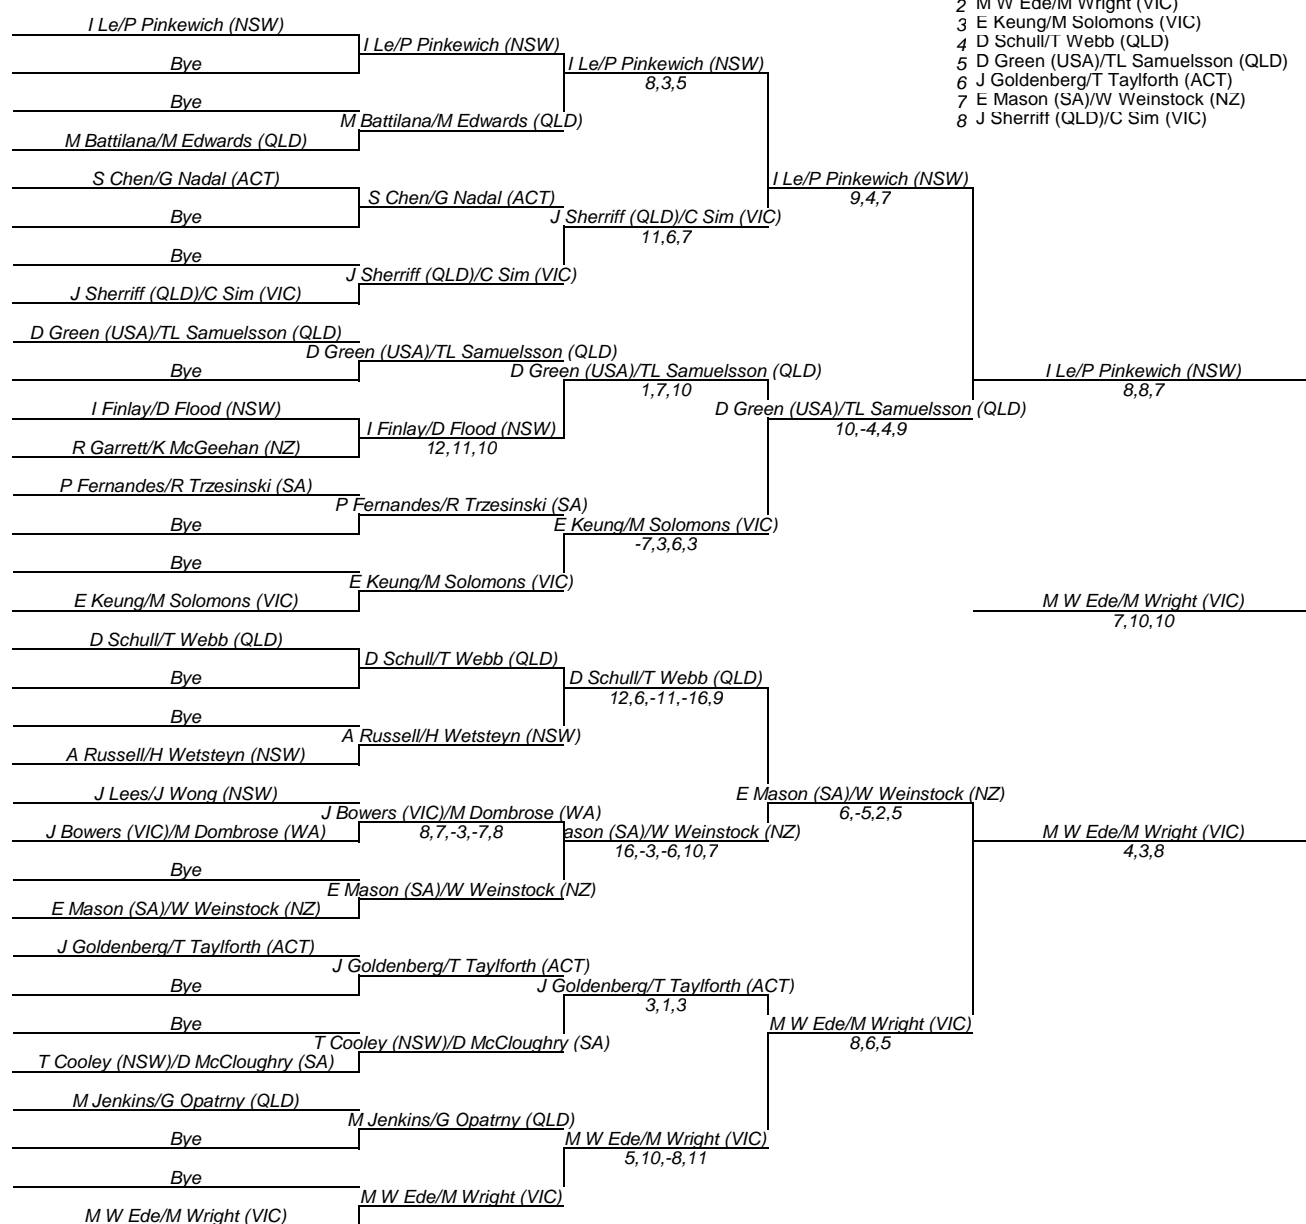 2 M W Ede/M Wright (VIC)
3 E Keung/M Solomons (VIC)
4 D Schull/T Webb (QLD)
5 D Green (USA)/TL Samuelsson (QLD)
6 J Goldenberg/T Taylforth (ACT)
7 E Mason (SA)/W Weinstock (NZ)
8 J Sherriff (QLD)/C Sim (VIC)
I Le/P Pinkewich (NSW)
Bye
Bye
M Battilana/M Edwards (QLD)
S Chen/G Nadal (ACT)
Bye
Bye
J Sherriff (QLD)/C Sim (VIC)
D Green (USA)/TL Samuelsson (QLD)
Bye
I Finlay/D Flood (NSW)
R Garrett/K McGeehan (NZ)
P Fernandes/R Trzesinski (SA)
Bye
Bye
E Keung/M Solomons (VIC)
D Schull/T Webb (QLD)
Bye
Bye
A Russell/H Wetsteyn (NSW)
J Lees/J Wong (NSW)
J Bowers (VIC)/M Dombrose (WA)
Bye
E Mason (SA)/W Weinstock (NZ)
J Goldenberg/T Taylforth (ACT)
Bye
Bye
T Cooley (NSW)/D McCloughry (SA)
M Jenkins/G Opatrny (QLD)
Bye
Bye
M W Ede/M Wright (VIC)
I Le/P Pinkewich (NSW)
M Battilana/M Edwards (QLD)
S Chen/G Nadal (ACT)
J Sherriff (QLD)/C Sim (VIC)
D Green (USA)/TL Samuelsson (QLD)
I Finlay/D Flood (NSW)
12,11,10
P Fernandes/R Trzesinski (SA)
E Keung/M Solomons (VIC)
D Schull/T Webb (QLD)
A Russell/H Wetsteyn (NSW)
J Bowers (VIC)/M Dombrose (WA)
8,7,-3,-7,8
E Mason (SA)/W Weinstock (NZ)
J Goldenberg/T Taylforth (ACT)
T Cooley (NSW)/D McCloughry (SA)
M Jenkins/G Opatrny (QLD)
M W Ede/M Wright (VIC)
I Le/P Pinkewich (NSW)
8,3,5
J Sherriff (QLD)/C Sim (VIC)
11,6,7
D Green (USA)/TL Samuelsson (QLD)
1,7,10
E Keung/M Solomons (VIC)
-7,3,6,3
D Schull/T Webb (QLD)
12,6,-11,-16,9
ason (SA)/W Weinstock (NZ)
16,-3,-6,10,7
J Goldenberg/T Taylforth (ACT)
3,1,3
M W Ede/M Wright (VIC)
5,10,-8,11
I Le/P Pinkewich (NSW)
9,4,7
D Green (USA)/TL Samuelsson (QLD)
10,-4,4,9
E Mason (SA)/W Weinstock (NZ)
6,-5,2,5
M W Ede/M Wright (VIC)
8,6,5
I Le/P Pinkewich (NSW)
8,8,7
M W Ede/M Wright (VIC)
7,10,10
M W Ede/M Wright (VIC)
4,3,8